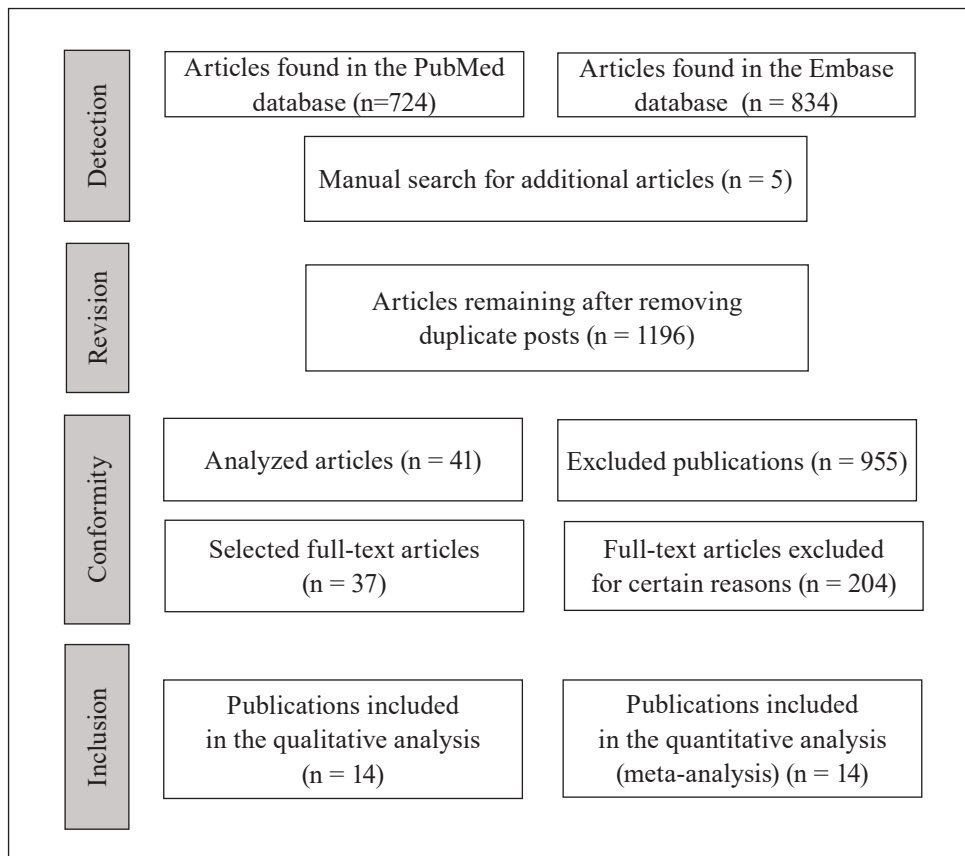 Detection
Articles found in the PubMed
database (n=724)
Articles found in the Embase
database (n = 834)
Manual search for additional articles (n = 5)
Revision
Articles remaining after removing
duplicate posts (n = 1196)
Conformity
Analyzed articles (n = 41)
Excluded publications (n = 955)
Selected full-text articles
(n = 37)
Full-text articles excluded
for certain reasons (n = 204)
Inclusion
Publications included
in the qualitative analysis
(n = 14)
Publications included
in the quantitative analysis
(meta-analysis) (n = 14)